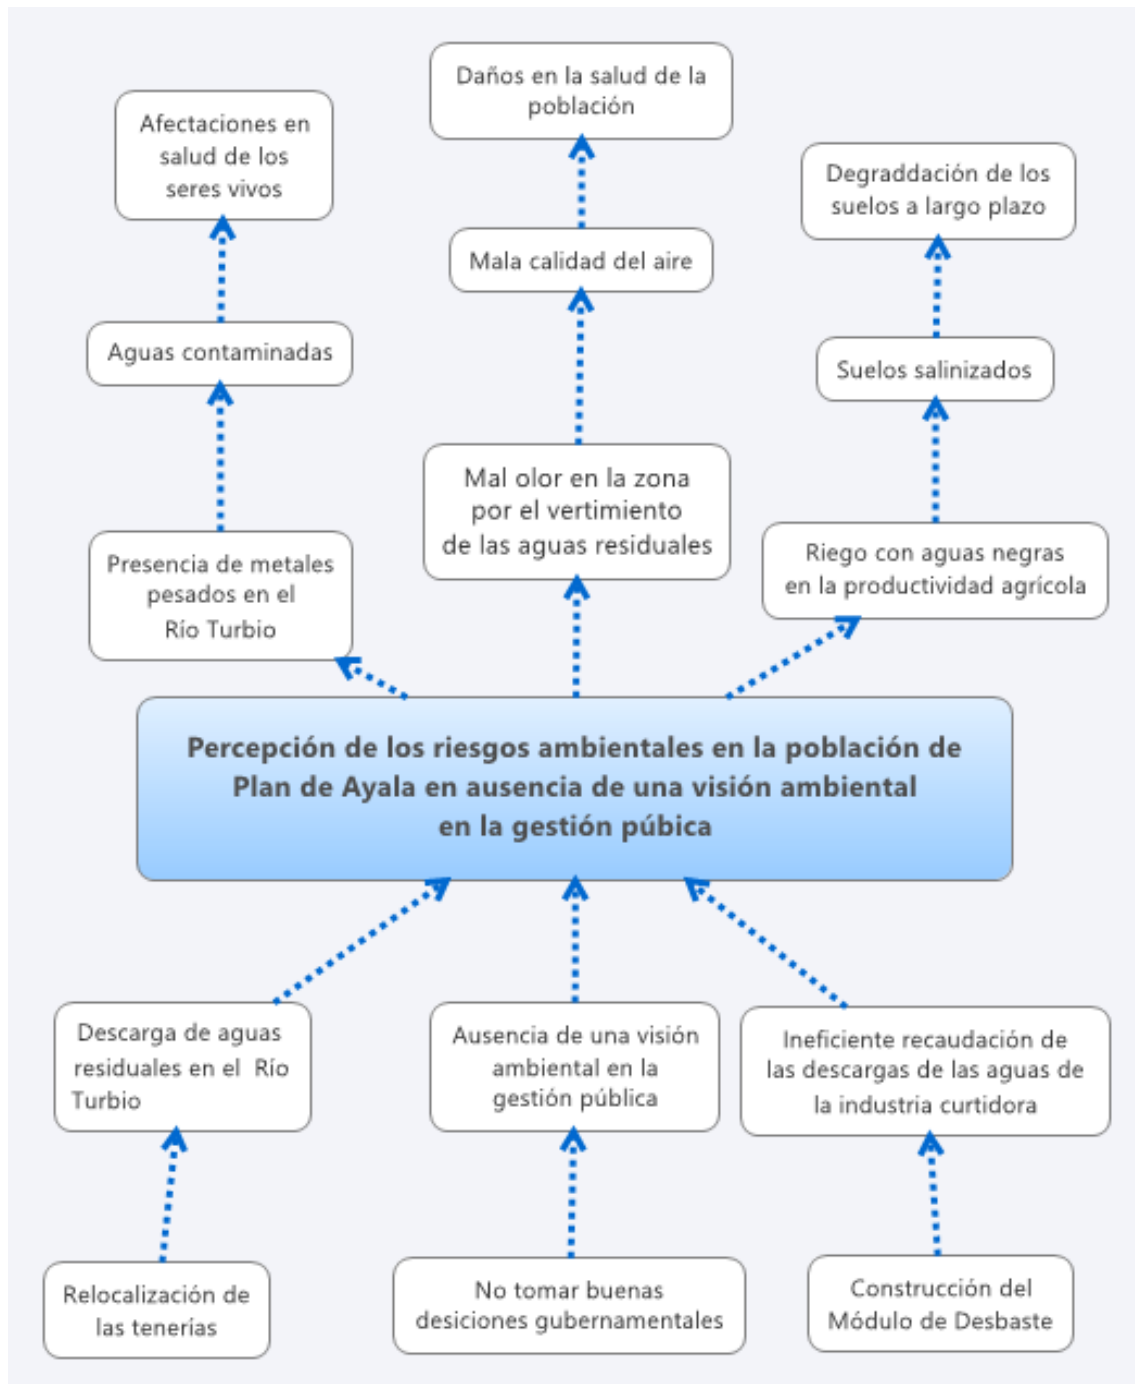 Daños en la salud de la
población
Afectaciones en
salud de los
seres vivos
Degraddación de los
suelos a largo plazo
Mala calidad del aire
Aguas contaminadas
Suelos salinizados
Mal olor en la zona
por el vertimiento
de las aguas residuales
Presencia de metales
pesados en el
Río Turbio
Riego con aguas negras
en la productividad agrícola
Percepción de los riesgos ambientales en la población de
Plan de Ayala en ausencia de una visión ambiental
en la gestión púbica
Descarga de aguas
residuales en el Río
Turbio
Ausencia de una visión
ambiental en la
gestión pública
Ineficiente recaudación de
las descargas de las aguas de
la industria curtidora
Relocalización de
las tenerías
No tomar buenas
desiciones gubernamentales
Construcción del
Módulo de Desbaste